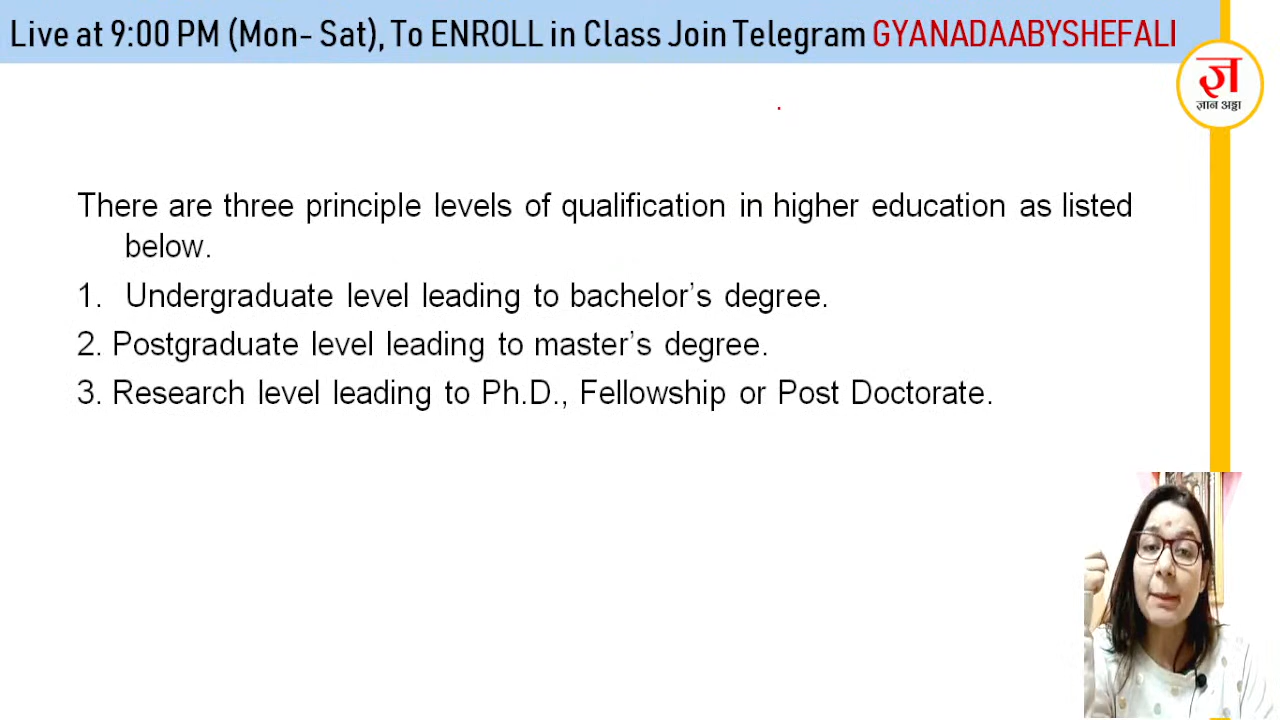 Live at 9:00 PM (Mon- Sat), To ENROLL in Class Join Telegram GYANADAABYSHEFALI
ज्ञ
ज्ञान अड्डा
There are three principle levels of qualification in higher education as listed
below.
1. Undergraduate level leading to bachelor’s degree.
2. Postgraduate level leading to master’s degree.
3. Research level leading to Ph.D., Fellowship or Post Doctorate.